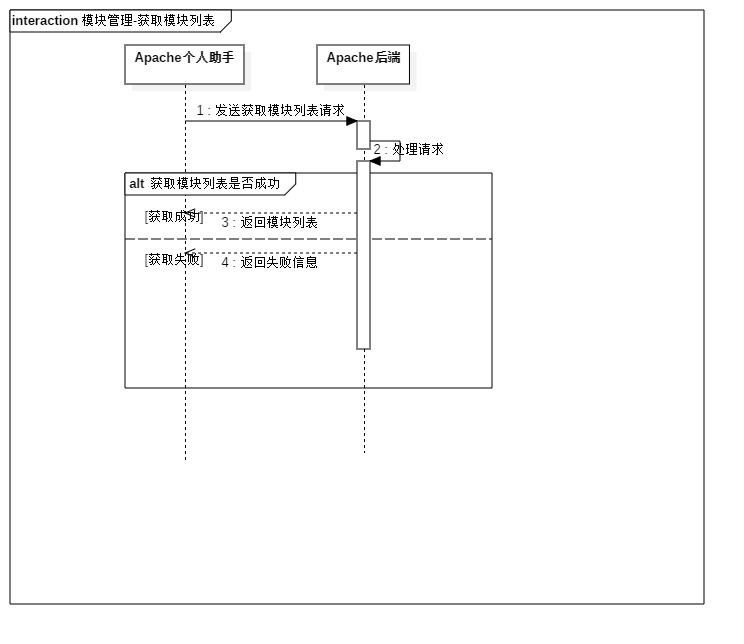 interaction 模块管理-获取模块列表
Apache个人助手
Apache后端
1 : 发送获取模块列表请求
2 : 处理请求
alt 获取模块列表是否成功
[获取成功]
3 : 返回模块列表
[获取失败]
4 : 返回失败信息